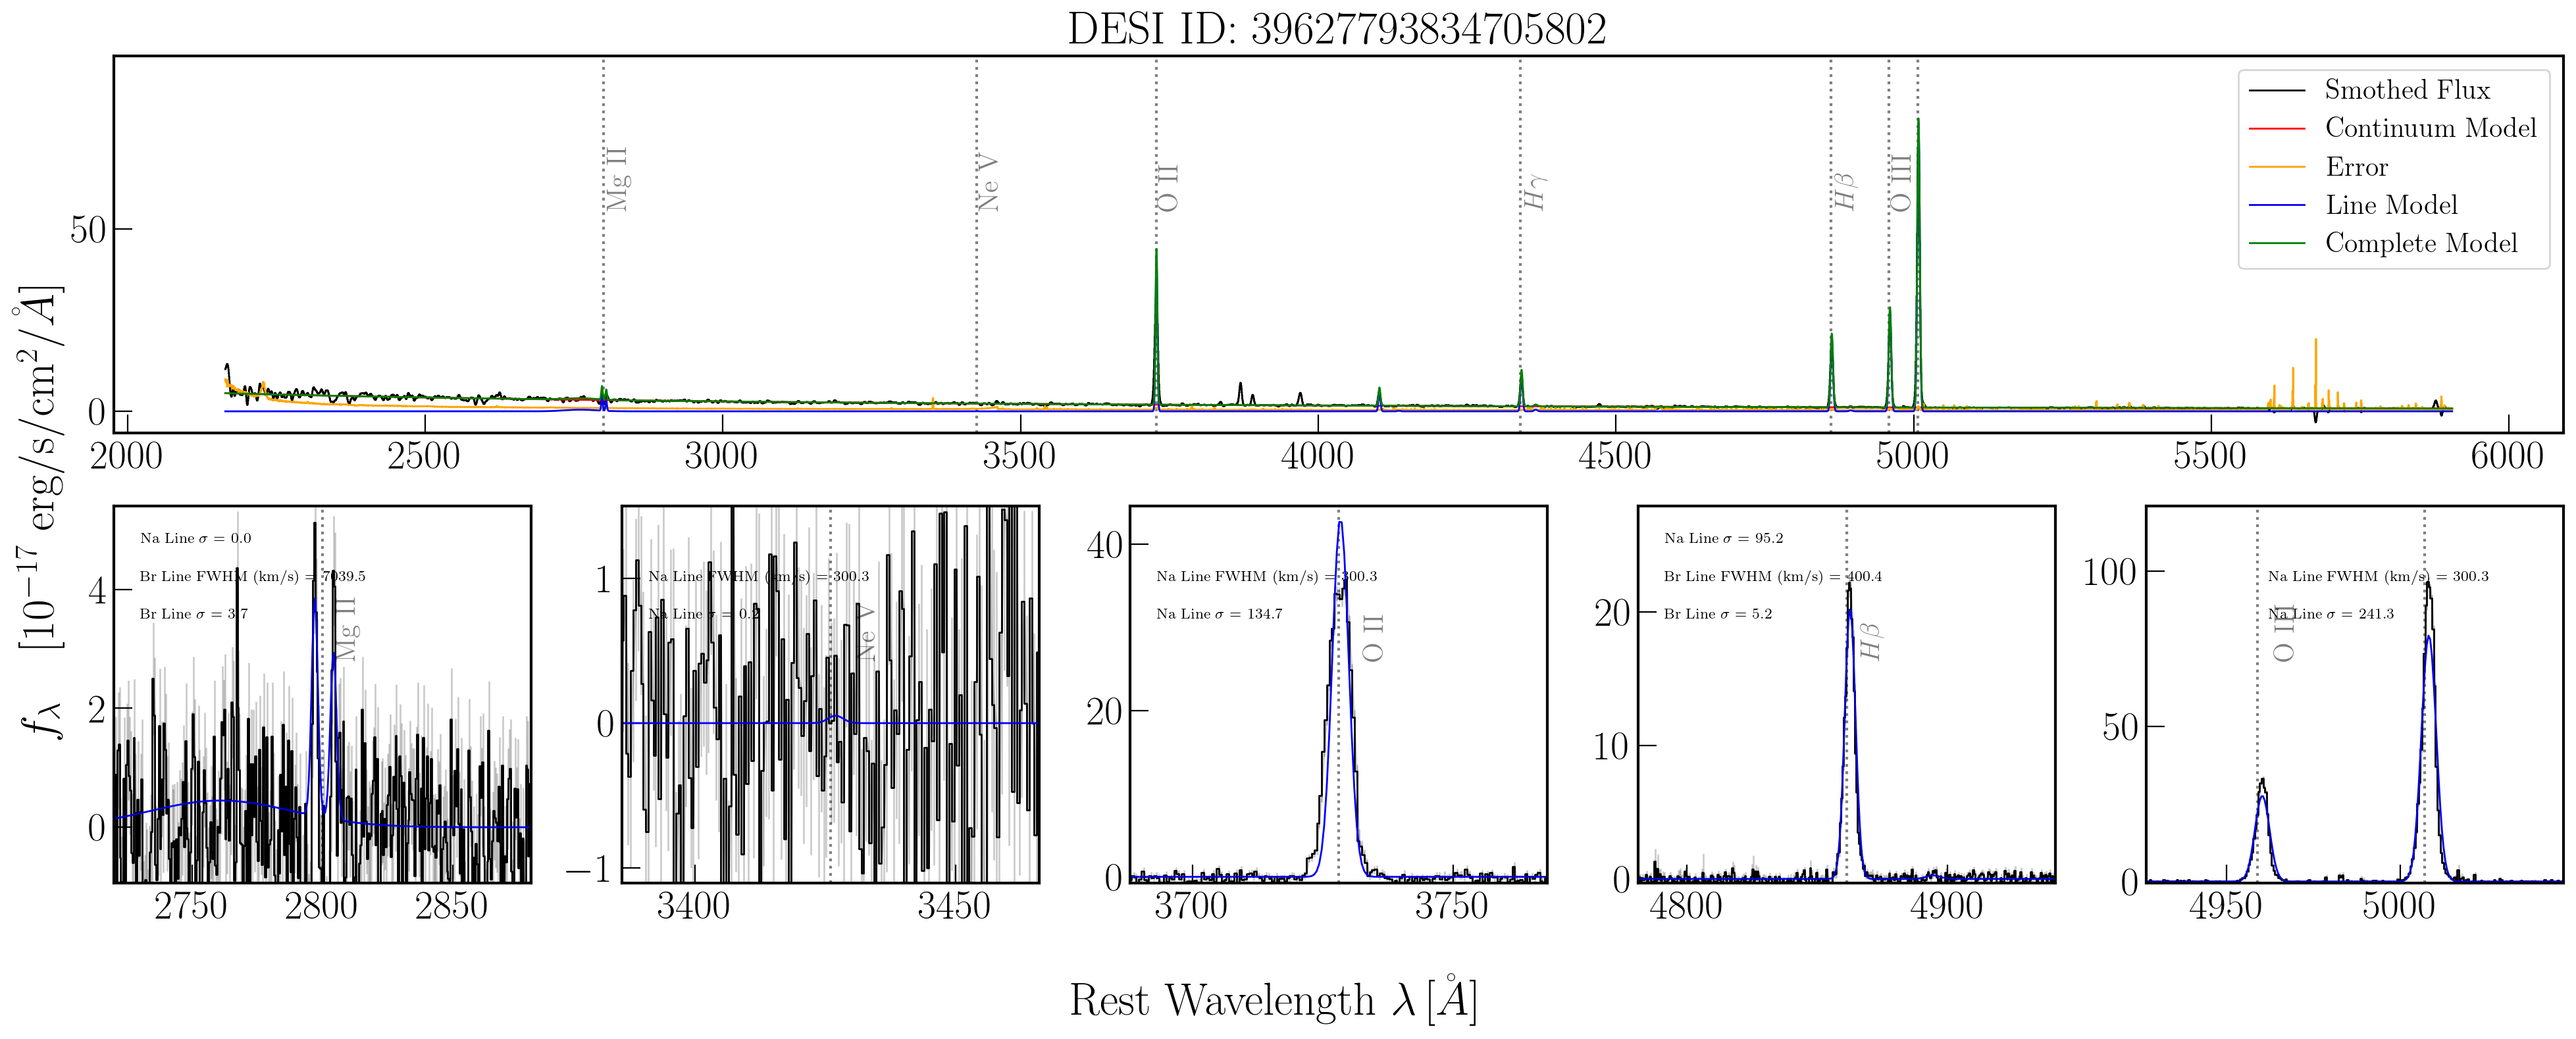 DESI ID: 39627793834705802
Smothed Flux
Continuum Model
Error
Line Model
Complete Model
Mg II
Ne V
O II
Hγ
Hβ
O III
50
0
2000 2500 3000 3500 4000 4500 5000 5500 6000
fλ [10⁻¹⁷ erg/s/cm²/Å]
Na Line σ = 0.0
Br Line FWHM (km/s) = 7039.5
Br Line σ = 3.7
Mg II
4
2
0
2750 2800 2850
Na Line FWHM (km/s) = 300.3
Na Line σ = 0.2
Ne V
1
0
−1
3400 3450
Na Line FWHM (km/s) = 300.3
Na Line σ = 134.7
O II
40
20
0
3700 3750
Na Line σ = 95.2
Br Line FWHM (km/s) = 400.4
Br Line σ = 5.2
Hβ
20
10
0
4800 4900
Na Line FWHM (km/s) = 300.3
Na Line σ = 241.3
O III
100
50
0
4950 5000
Rest Wavelength λ [Å]